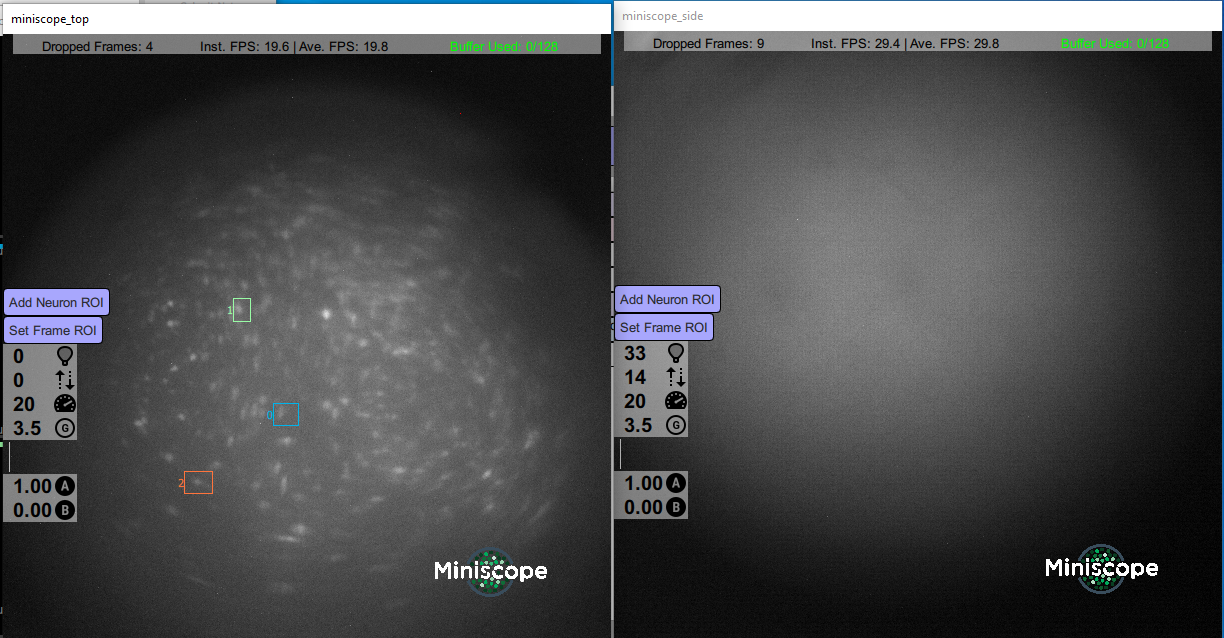 miniscope_top
Dropped Frames: 4 Inst. FPS: 19.6 | Ave. FPS: 19.8 Buffer Used: 0/128
1
Add Neuron ROI
Set Frame ROI
0
0
20
3.5 G
0
2
1.00 A
0.00 B
Miniscope
miniscope_side
Dropped Frames: 9 Inst. FPS: 29.4 | Ave. FPS: 29.8 Buffer Used: 0/128
Add Neuron ROI
Set Frame ROI
33
14
20
3.5 G
1.00 A
0.00 B
Miniscope